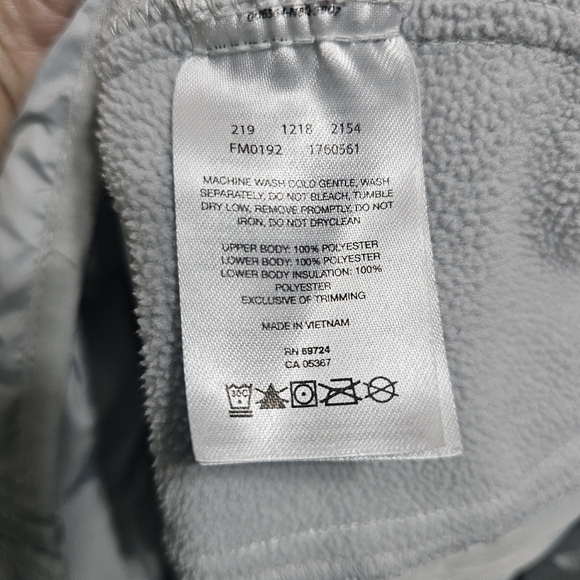 219 1218 2154
FM0192 1760561
MACHINE WASH COLD GENTLE, WASH
SEPARATELY, DO NOT BLEACH, TUMBLE
DRY LOW, REMOVE PROMPTLY, DO NOT
IRON, DO NOT DRYCLEAN
UPPER BODY: 100% POLYESTER
LOWER BODY: 100% POLYESTER
LOWER BODY INSULATION: 100%
POLYESTER
EXCLUSIVE OF TRIMMING
MADE IN VIETNAM
RN 69724
CA 05367
30C